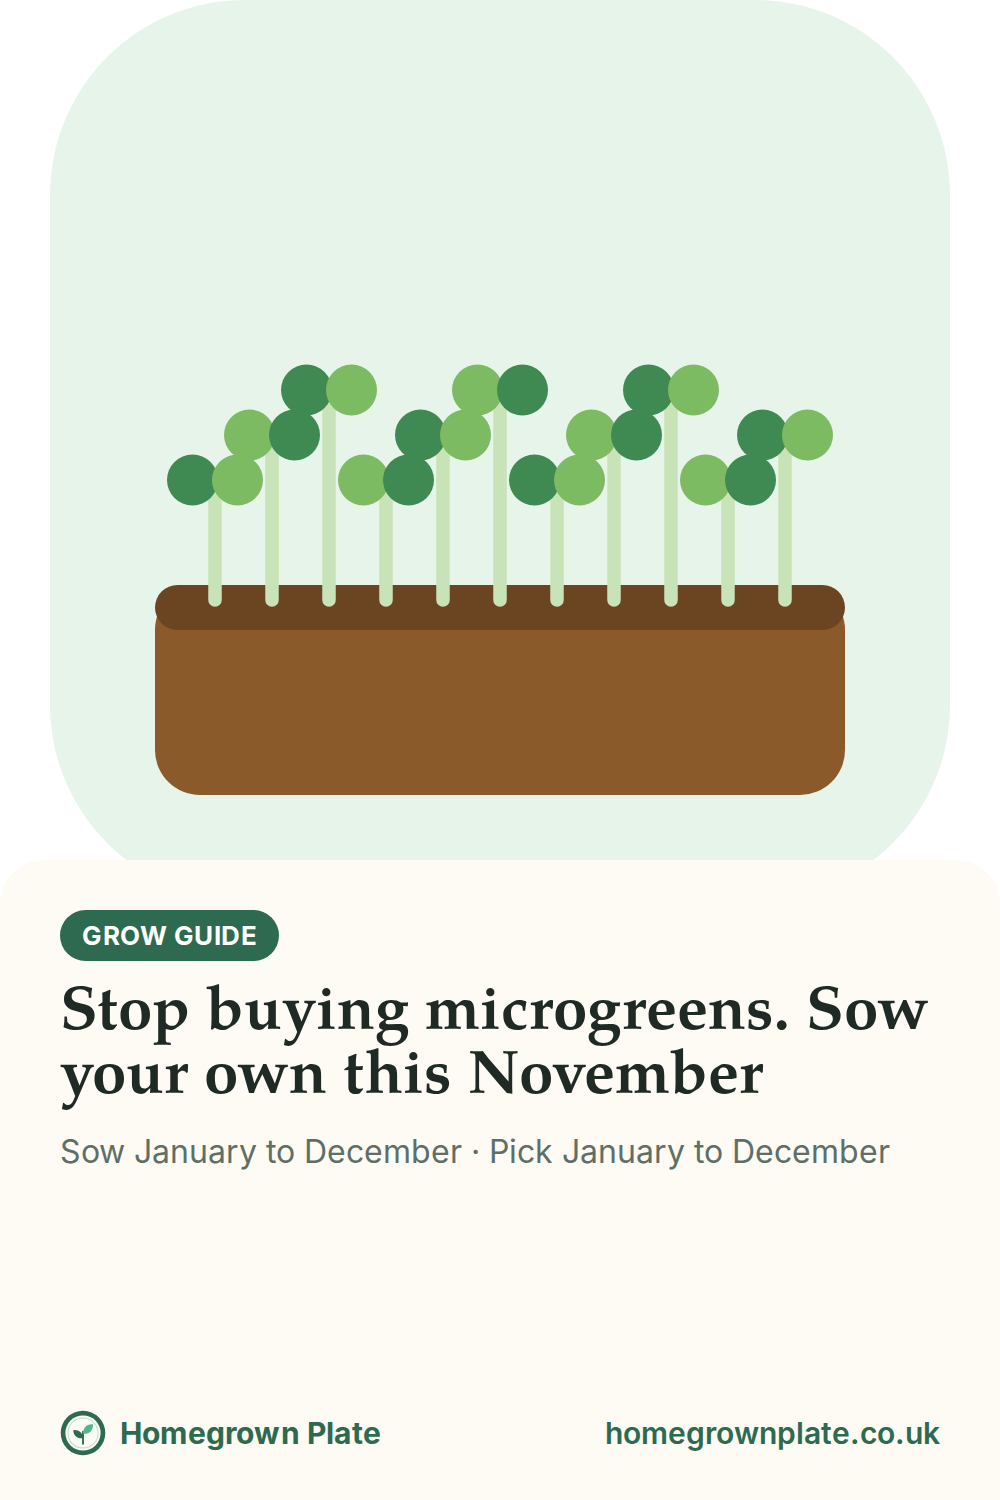 GROW GUIDE
Stop buying microgreens. Sow
your own this November
Sow January to December · Pick January to December
Homegrown Plate
homegrownplate.co.uk